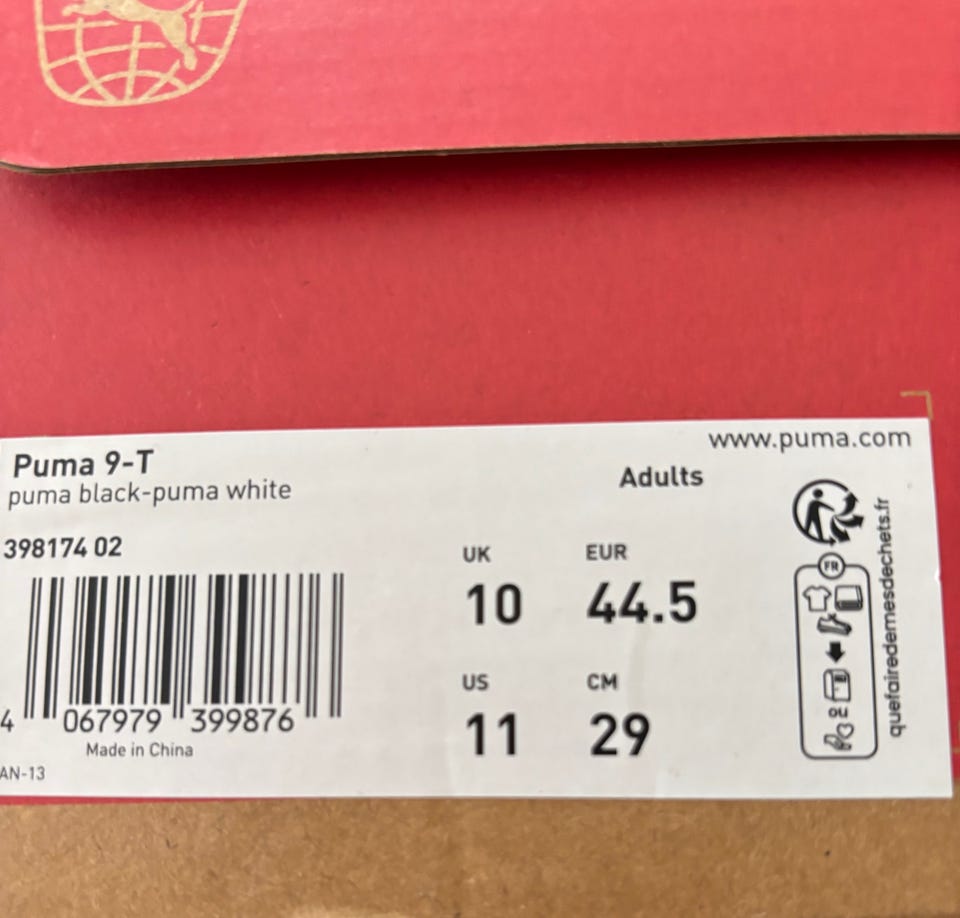 www.puma.com
Puma 9-T
puma black-puma white
Adults
398174 02
UK
EUR
10
44.5
US
CM
11
29
4 067979 399876
Made in China
AN-13
FR
OU
quefairedemesdechets.fr